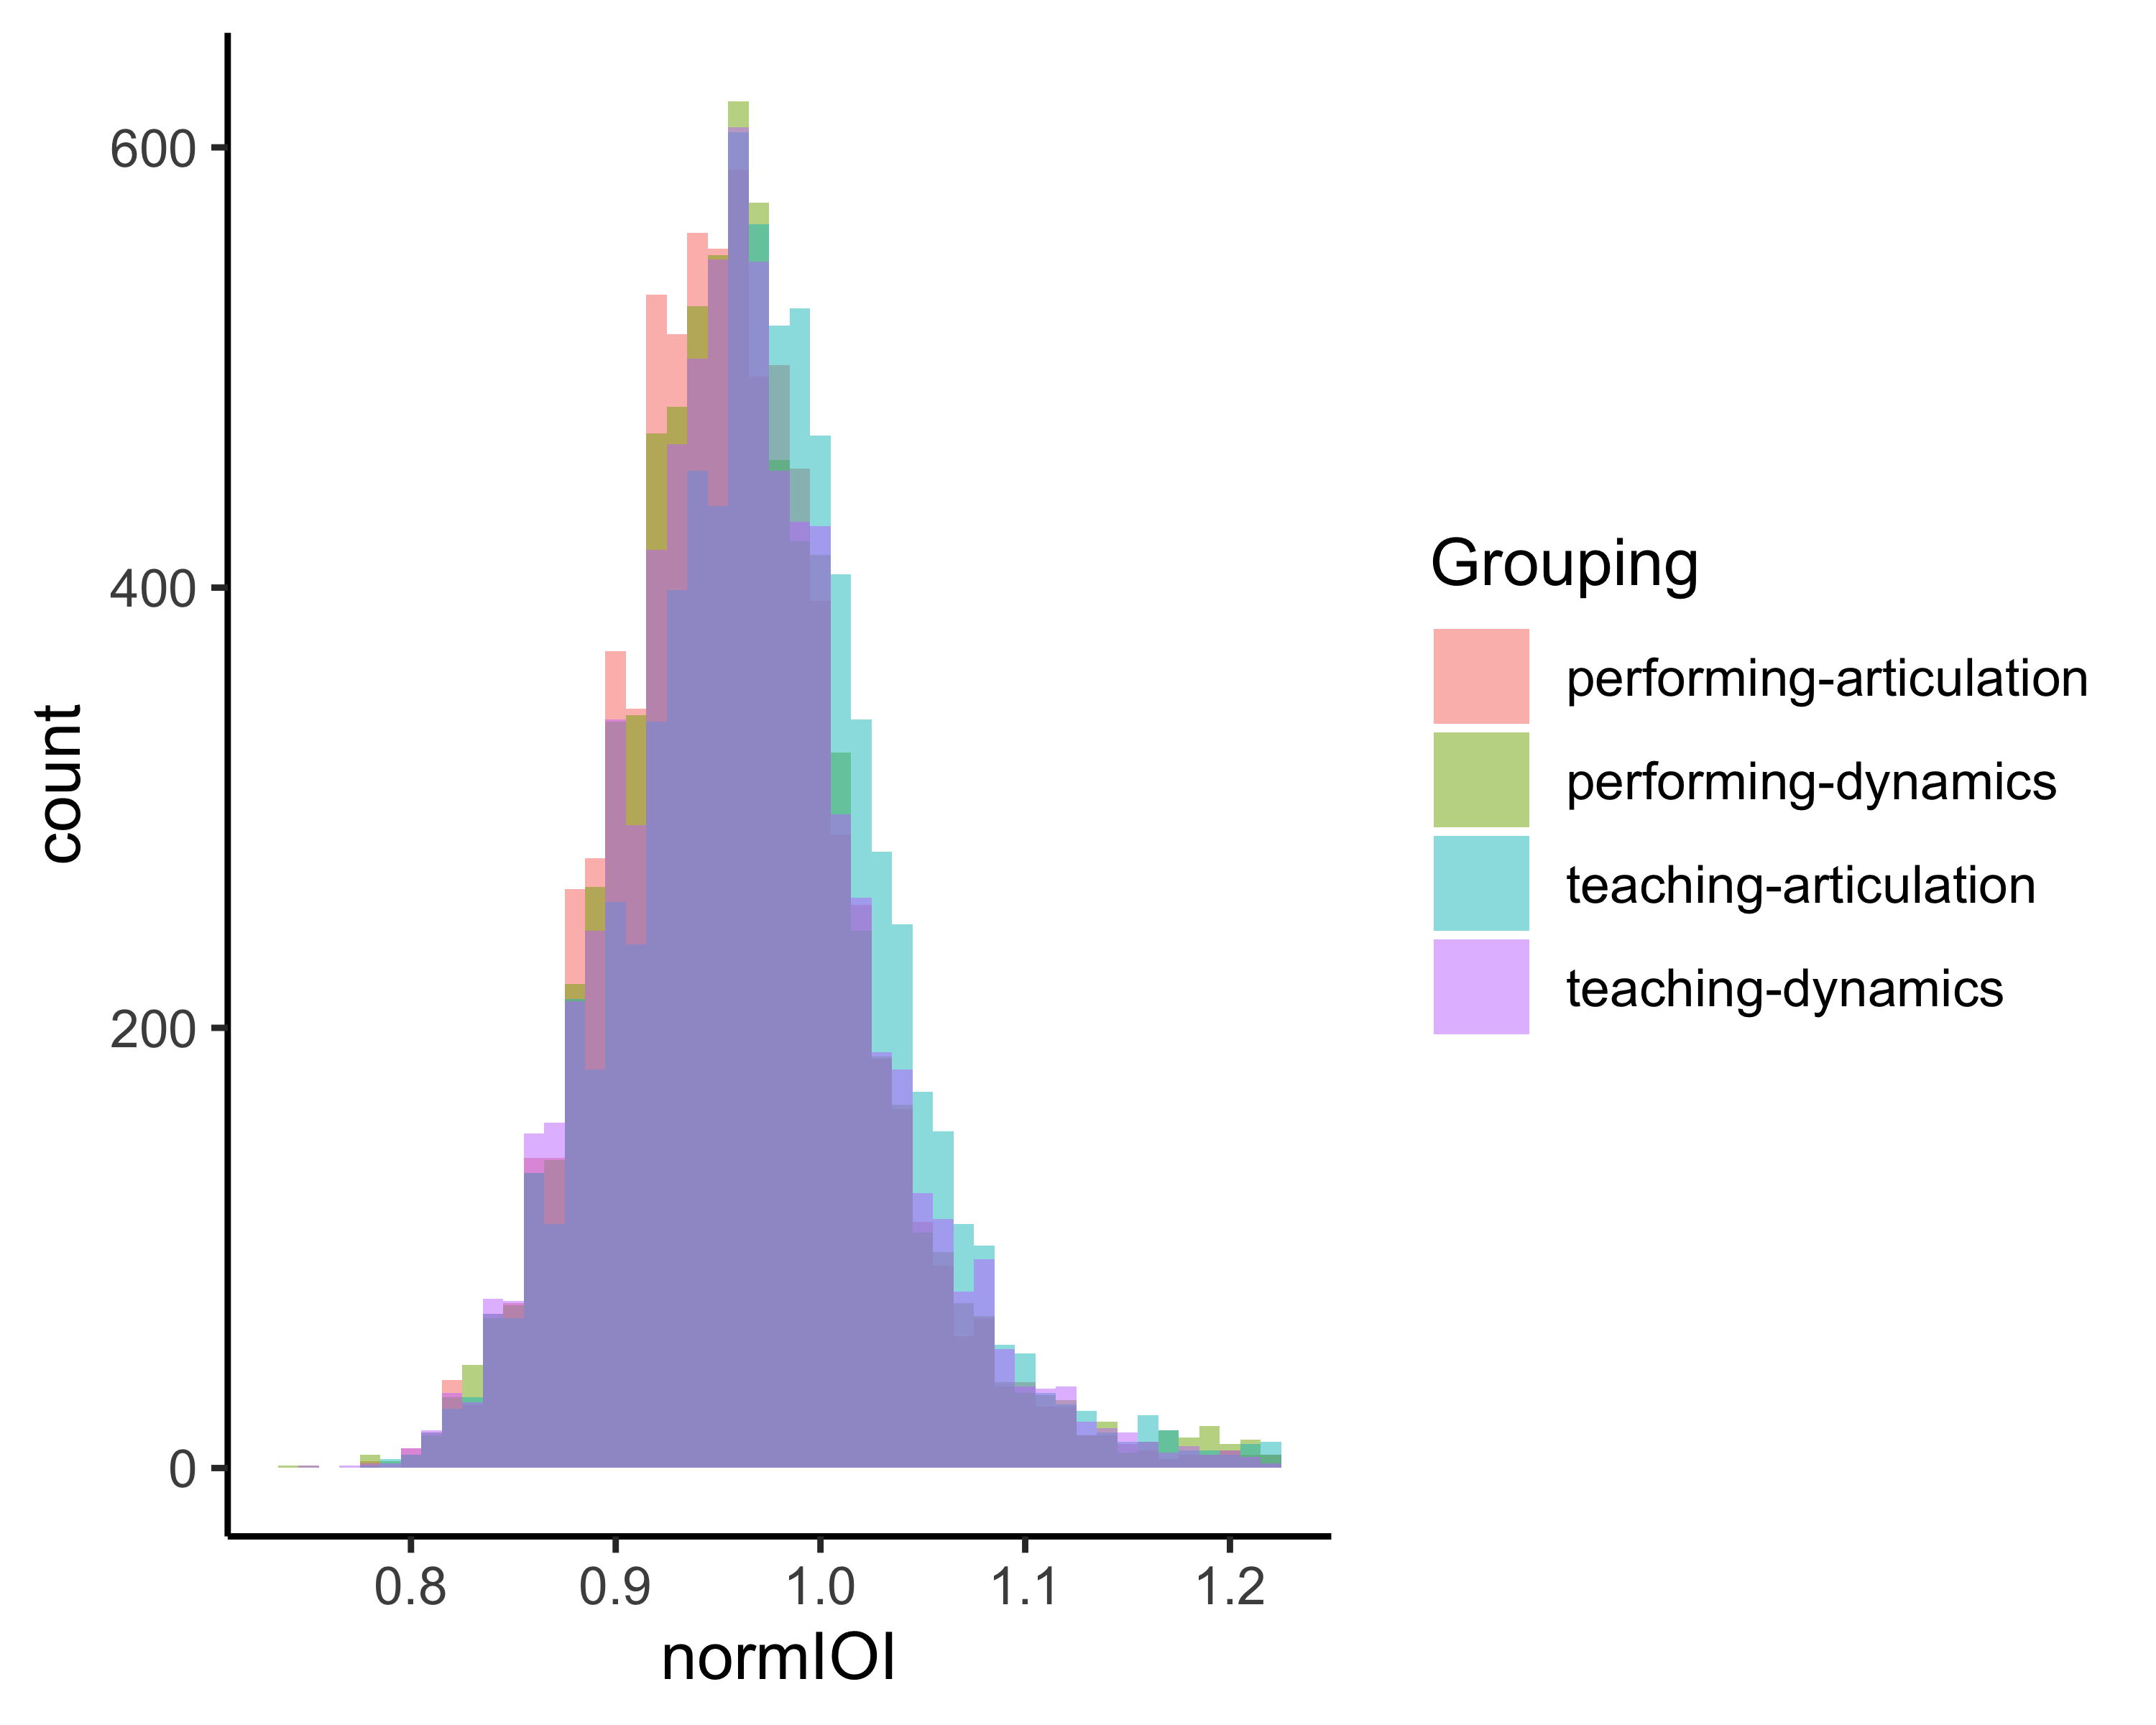 600
400
200
0
count
0.8 0.9 1.0 1.1 1.2
normIOI
Grouping
performing-articulation
performing-dynamics
teaching-articulation
teaching-dynamics